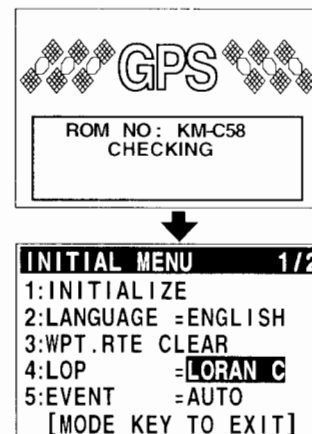 GPS
ROM NO: KM-C58
CHECKING
INITIAL MENU 1/2
1:INITIALIZE
2:LANGUAGE =ENGLISH
3:WPT.RTE CLEAR
4:LOP =LORAN C
5:EVENT =AUTO
[MODE KEY TO EXIT]